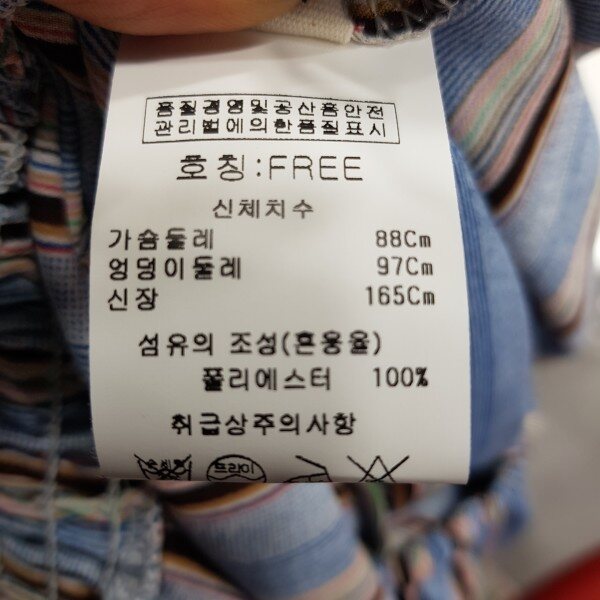 품질경영및공산품안전
관리법에의한품질표시
호칭:FREE
신체치수
가슴둘레 88Cm
엉덩이둘레 97Cm
신장 165Cm
섬유의 조성(혼용율)
폴리에스터 100%
취급상주의사항
드라이